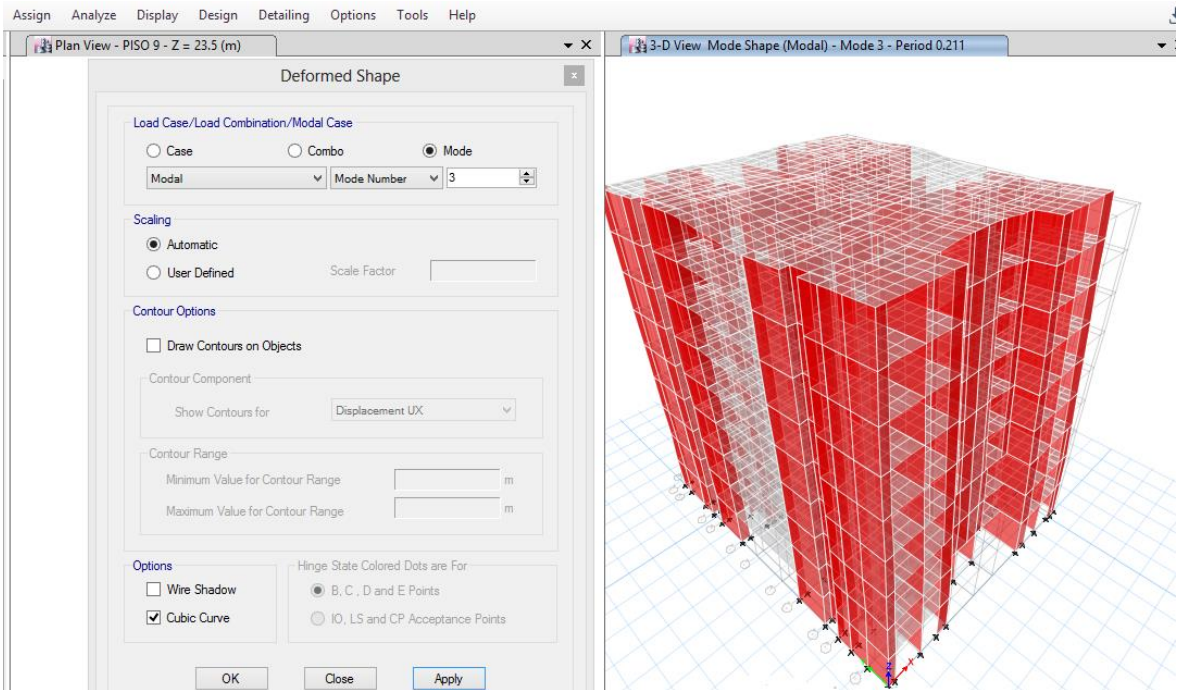 Assign Analyze Display Design Detailing Options Tools Help
Plan View - PISO 9 - Z = 23.5 (m)
Deformed Shape
Load Case/Load Combination/Modal Case
Case Combo Mode
Modal Mode Number 3
Scaling
Automatic
User Defined Scale Factor
Contour Options
Draw Contours on Objects
Contour Component
Show Contours for Displacement UX
Contour Range
Minimum Value for Contour Range m
Maximum Value for Contour Range m
Options
Wire Shadow
Cubic Curve
Hinge State Colored Dots are For
B, C , D and E Points
IO, LS and CP Acceptance Points
OK Close Apply
3-D View Mode Shape (Modal) - Mode 3 - Period 0.211
X
Z